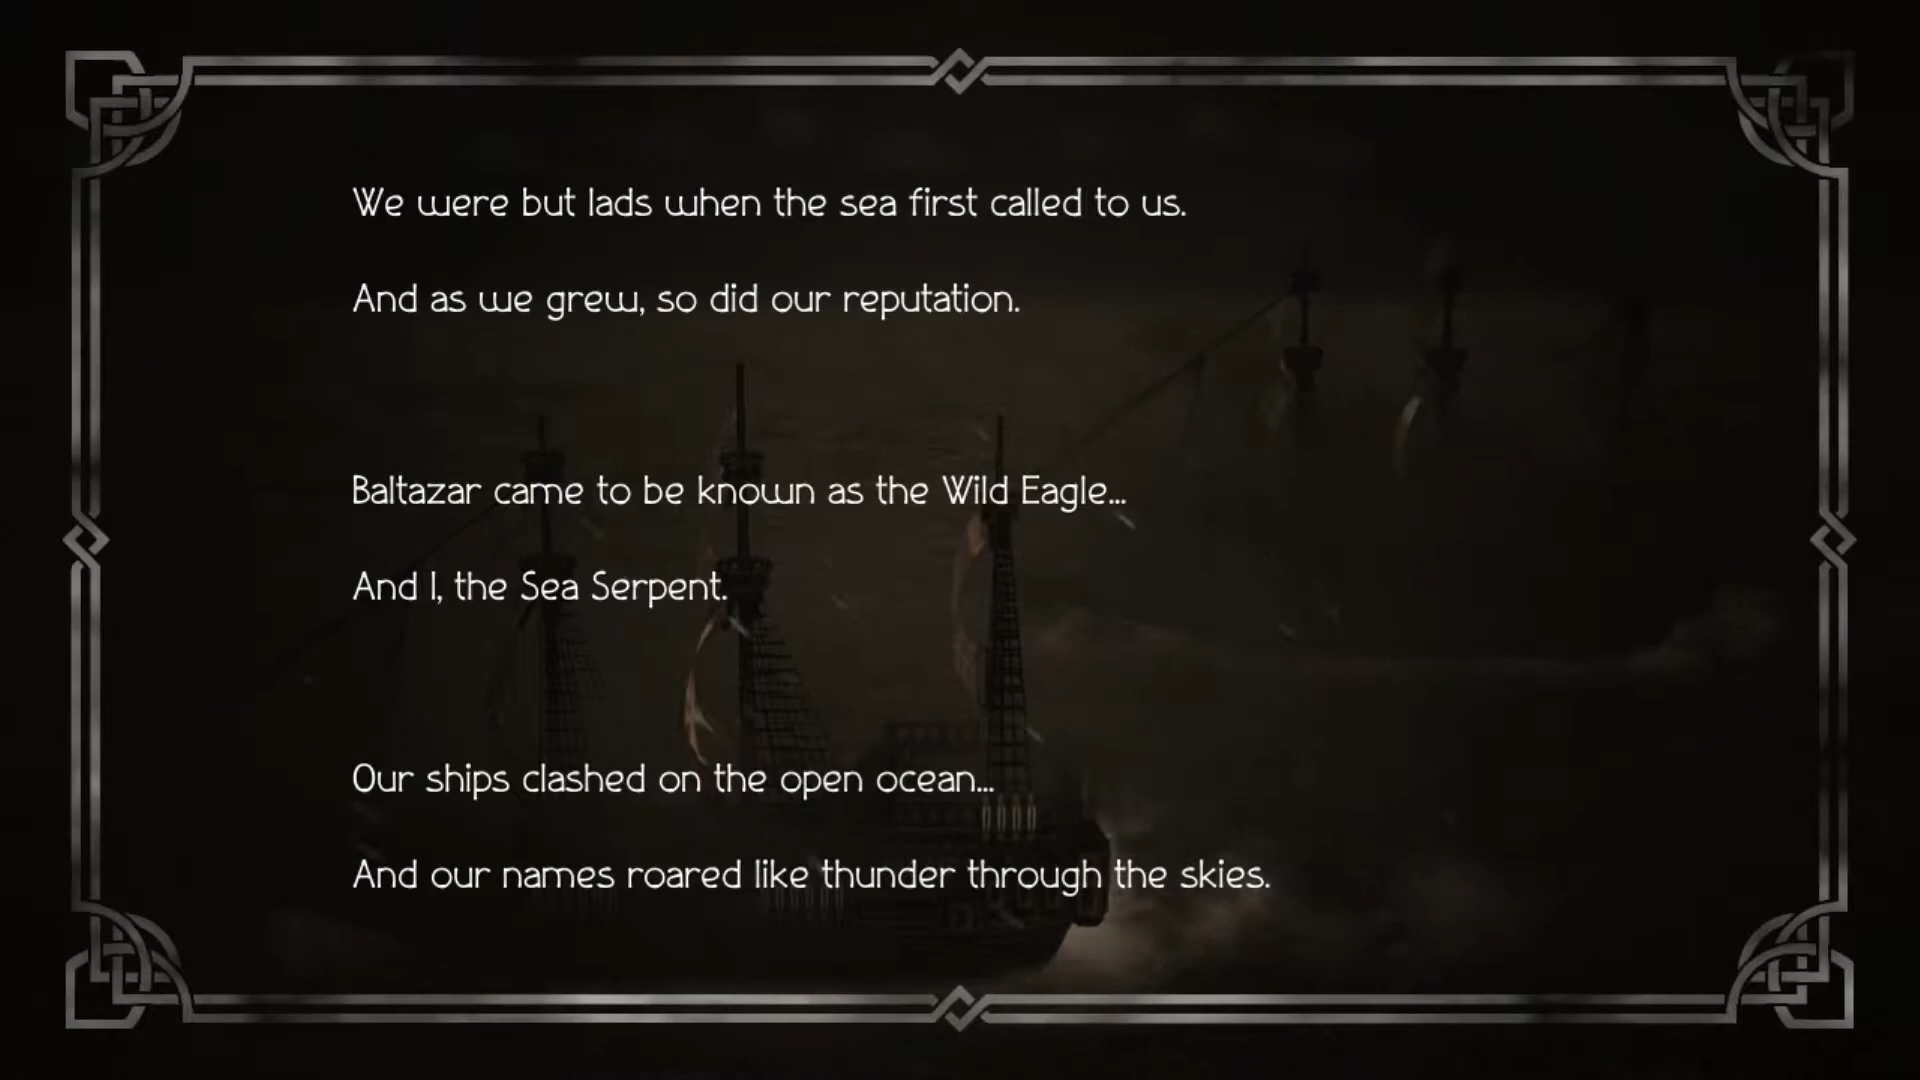 We were but lads when the sea first called to us.
And as we grew, so did our reputation.
Baltazar came to be known as the Wild Eagle...
And I, the Sea Serpent.
Our ships clashed on the open ocean...
And our names roared like thunder through the skies.